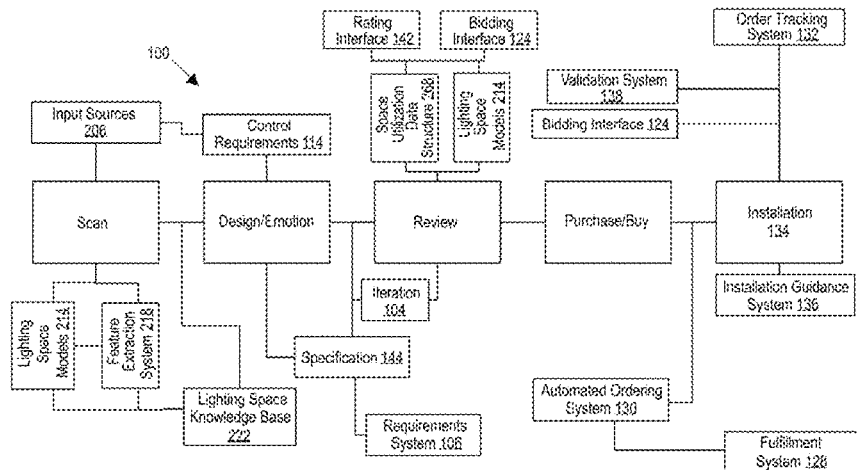 Rating
Interface 142
Bidding
Interface 124
Order Tracking
System 132
100
Validation System
138
Input Sources
206
Control
Requirements 114
Space
Utilization
Data
Structure 268
Lighting
Space
Models 214
Bidding Interface 124
Scan
Design/Emotion
Review
Purchase/Buy
Installation
134
Iteration
104
Installation Guidance
System 136
Lighting
Space
Models 214
Feature
Extraction
System 218
Specification 144
Lighting Space
Knowledge Base
222
Automated Ordering
System 130
Requirements
System 106
Fulfillment
System 128